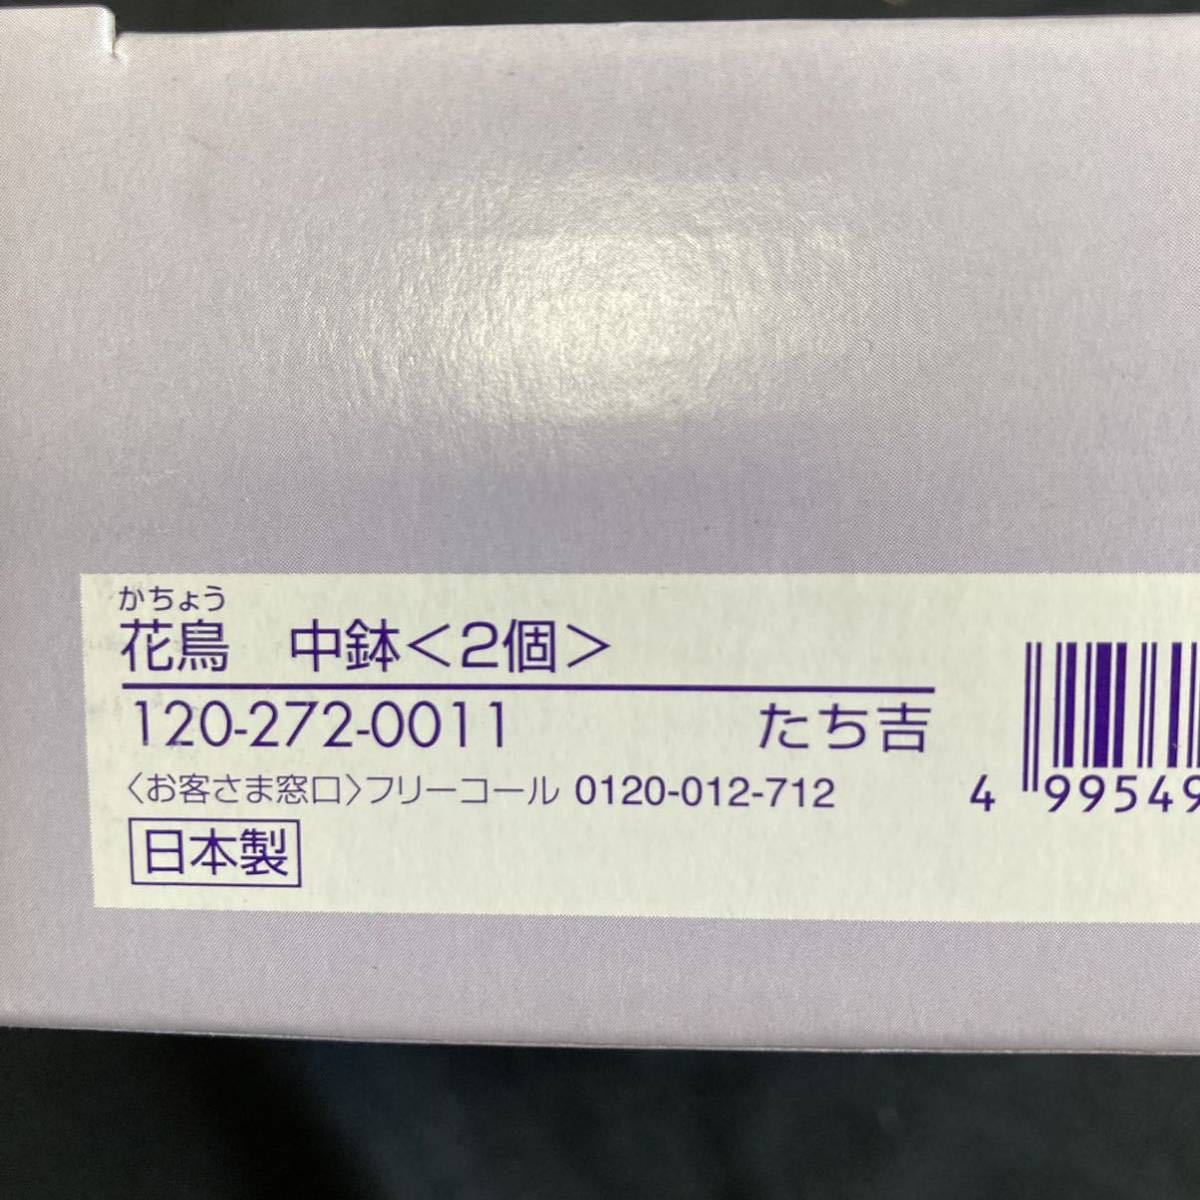 かちょう
花鳥　中鉢＜2個＞
120-272-0011　たち吉
〈お客さま窓口〉フリーコール 0120-012-712
日本製
4 99549